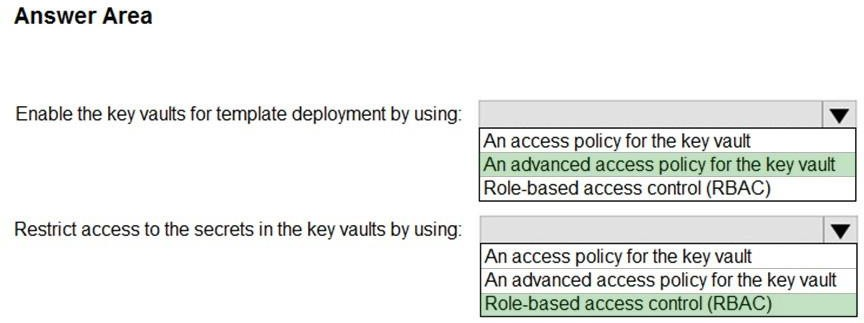 Answer Area
Enable the key vaults for template deployment by using:
An access policy for the key vault
An advanced access policy for the key vault
Role-based access control (RBAC)
Restrict access to the secrets in the key vaults by using:
An access policy for the key vault
An advanced access policy for the key vault
Role-based access control (RBAC)